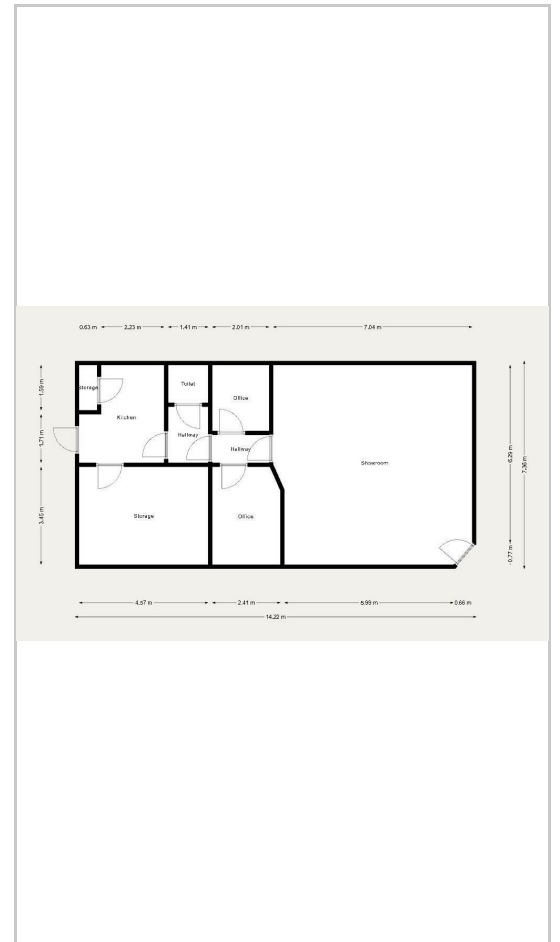 0.63 m 2.23 m 1.41 m 2.01 m 7.04 m
1.59 m
1.71 m
3.45 m
Storage
Toilet
Office
Kitchen
Hallway
Hallway
Showroom
Storage
Office
6.29 m
0.77 m
7.36 m
4.57 m 2.41 m 5.99 m 0.66 m
14.22 m